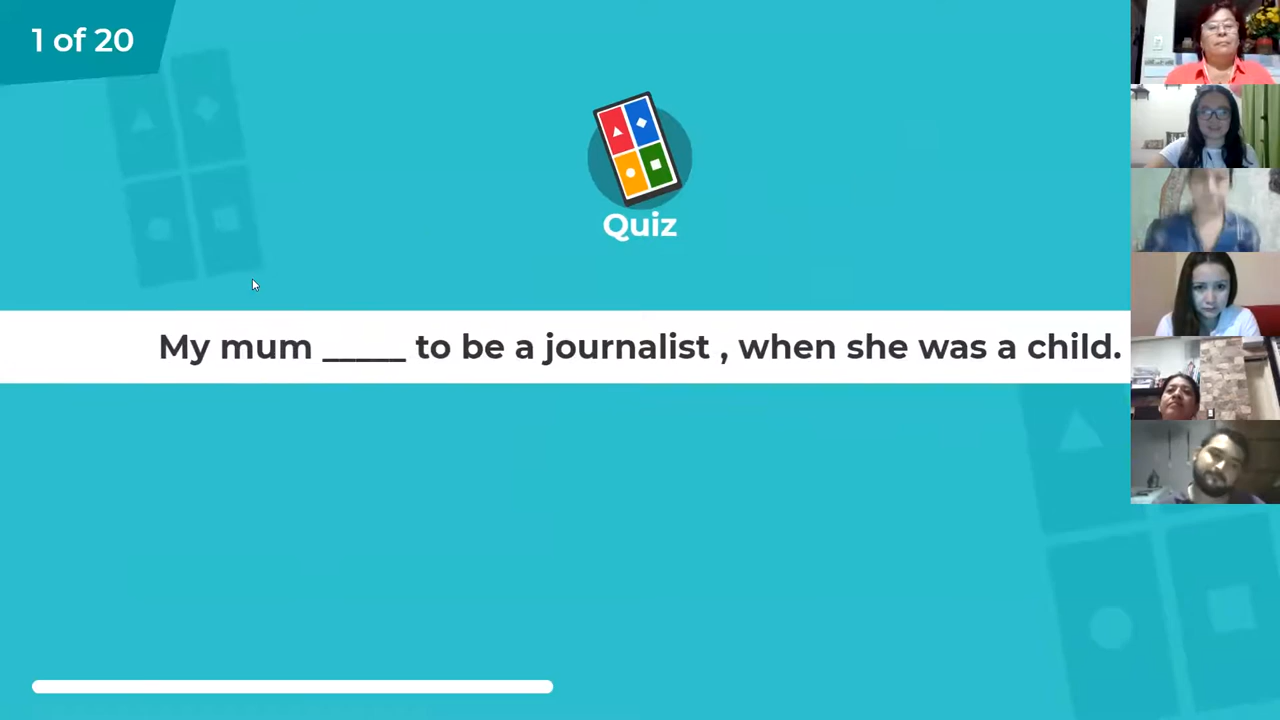 1 of 20
Quiz
My mum _____ to be a journalist , when she was a child.